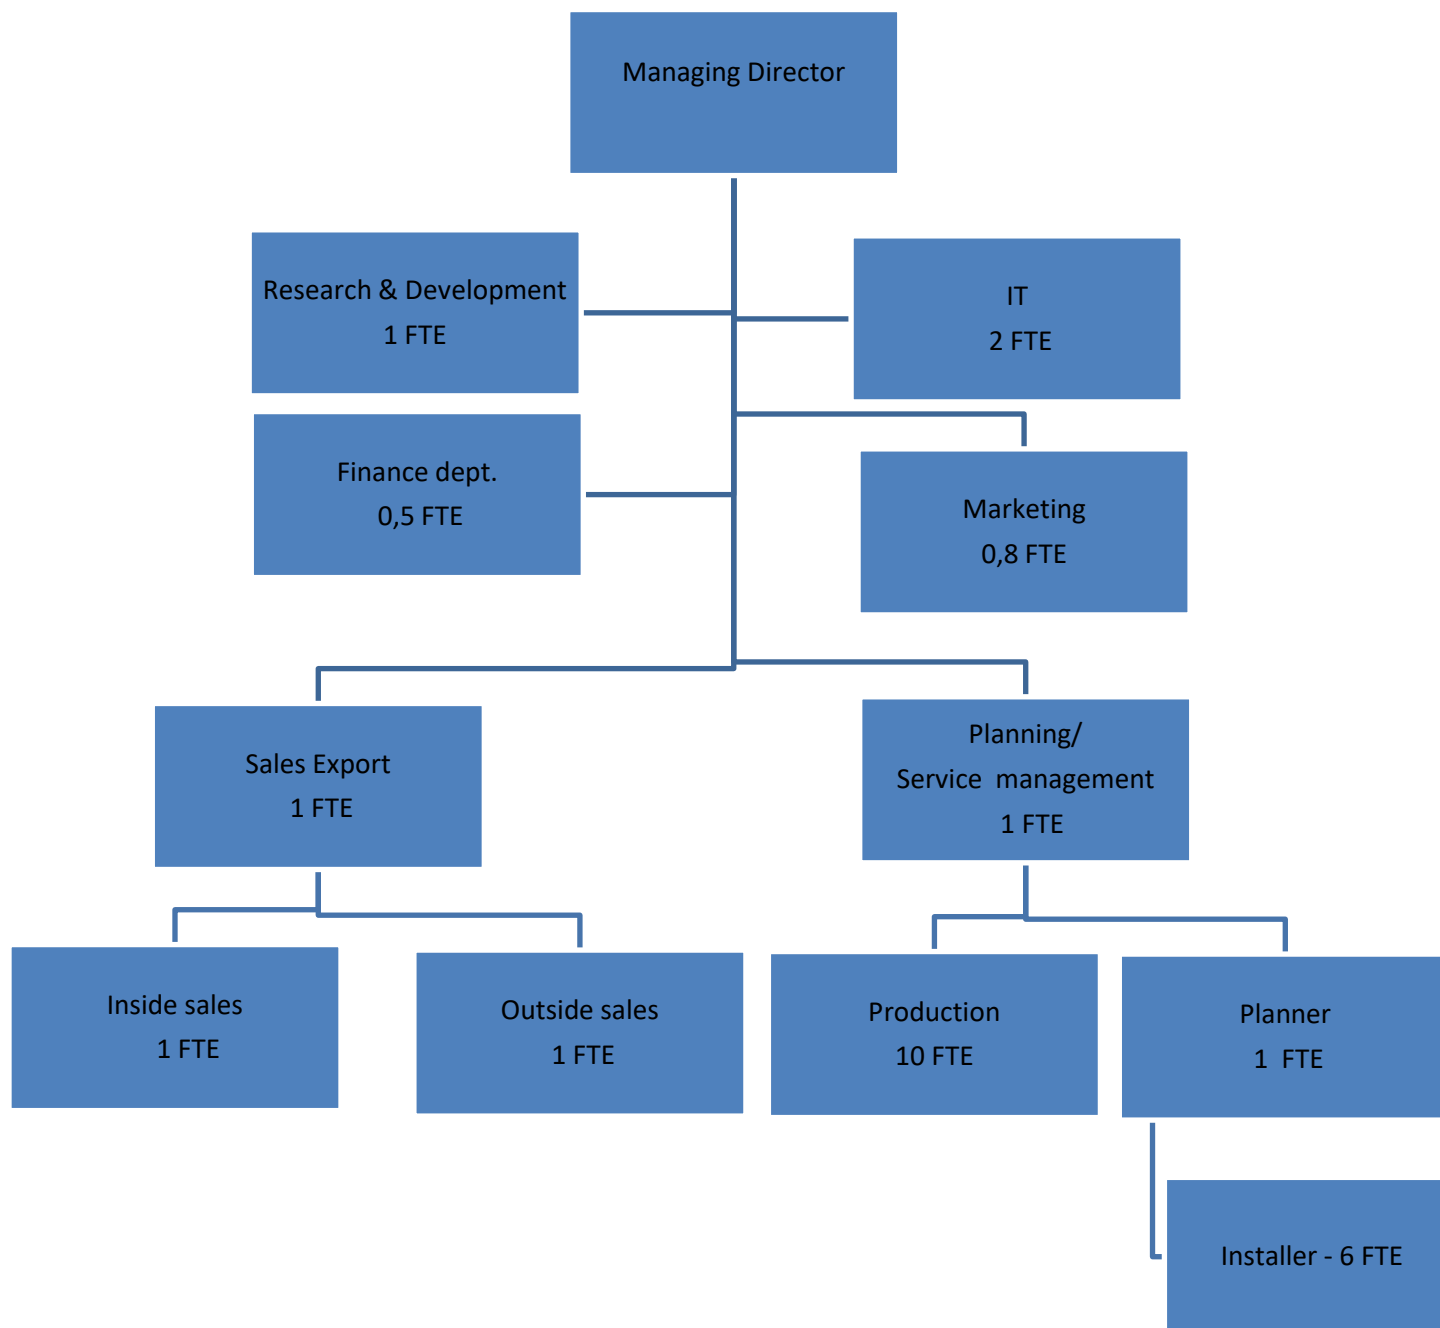 Managing Director
Research & Development
1 FTE
IT
2 FTE
Finance dept.
0,5 FTE
Marketing
0,8 FTE
Sales Export
1 FTE
Planning/
Service  management
1 FTE
Inside sales
1 FTE
Outside sales
1 FTE
Production
10 FTE
Planner
1  FTE
Installer - 6 FTE